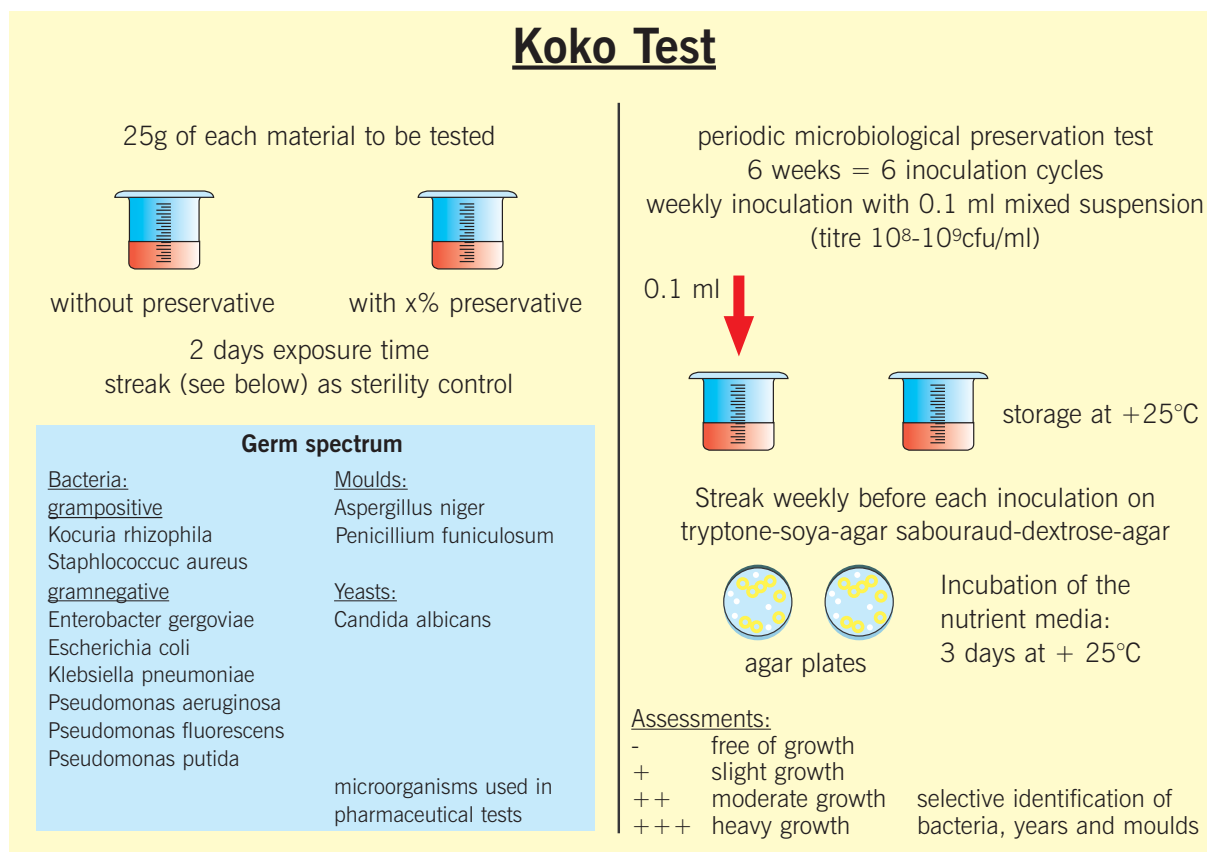 Koko Test
25g of each material to be tested
without preservative
with x% preservative
2 days exposure time
streak (see below) as sterility control
Germ spectrum
Bacteria:
grampositive
Kocuria rhizophila
Staphlococcuc aureus
gramnegative
Enterobacter gergoviae
Escherichia coli
Klebsiella pneumoniae
Pseudomonas aeruginosa
Pseudomonas fluorescens
Pseudomonas putida
Moulds:
Aspergillus niger
Penicillium funiculosum
Yeasts:
Candida albicans
microorganisms used in
pharmaceutical tests
periodic microbiological preservation test
6 weeks = 6 inoculation cycles
weekly inoculation with 0.1 ml mixed suspension
(titre 10⁸-10⁹cfu/ml)
0.1 ml
storage at +25°C
Streak weekly before each inoculation on
tryptone-soya-agar sabouraud-dextrose-agar
agar plates
Incubation of the
nutrient media:
3 days at + 25°C
Assessments:
- free of growth
+ slight growth
++ moderate growth
+++ heavy growth
selective identification of
bacteria, years and moulds